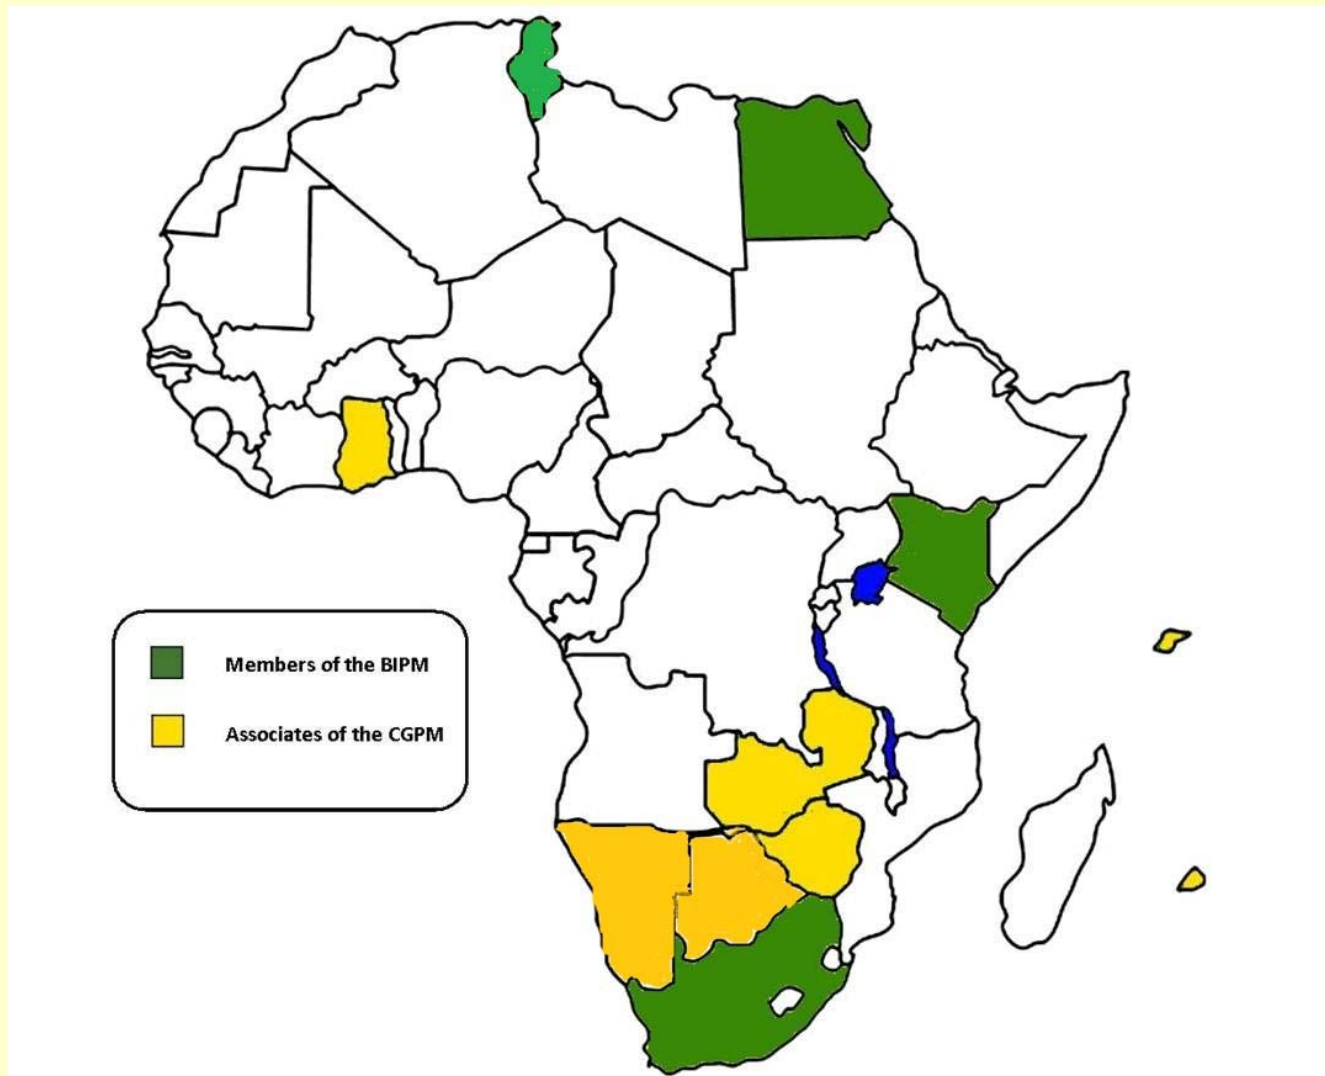 Members of the BIPM
Associates of the CGPM